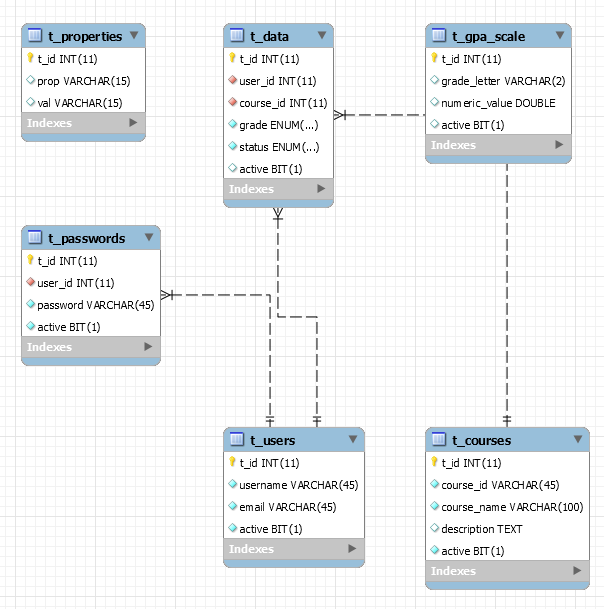 t_properties
t_id INT(11)
prop VARCHAR(15)
val VARCHAR(15)
Indexes
t_data
t_id INT(11)
user_id INT(11)
course_id INT(11)
grade ENUM(...)
status ENUM(...)
active BIT(1)
Indexes
t_gpa_scale
t_id INT(11)
grade_letter VARCHAR(2)
numeric_value DOUBLE
active BIT(1)
Indexes
t_passwords
t_id INT(11)
user_id INT(11)
password VARCHAR(45)
active BIT(1)
Indexes
t_users
t_id INT(11)
username VARCHAR(45)
email VARCHAR(45)
active BIT(1)
Indexes
t_courses
t_id INT(11)
course_id VARCHAR(45)
course_name VARCHAR(100)
description TEXT
active BIT(1)
Indexes